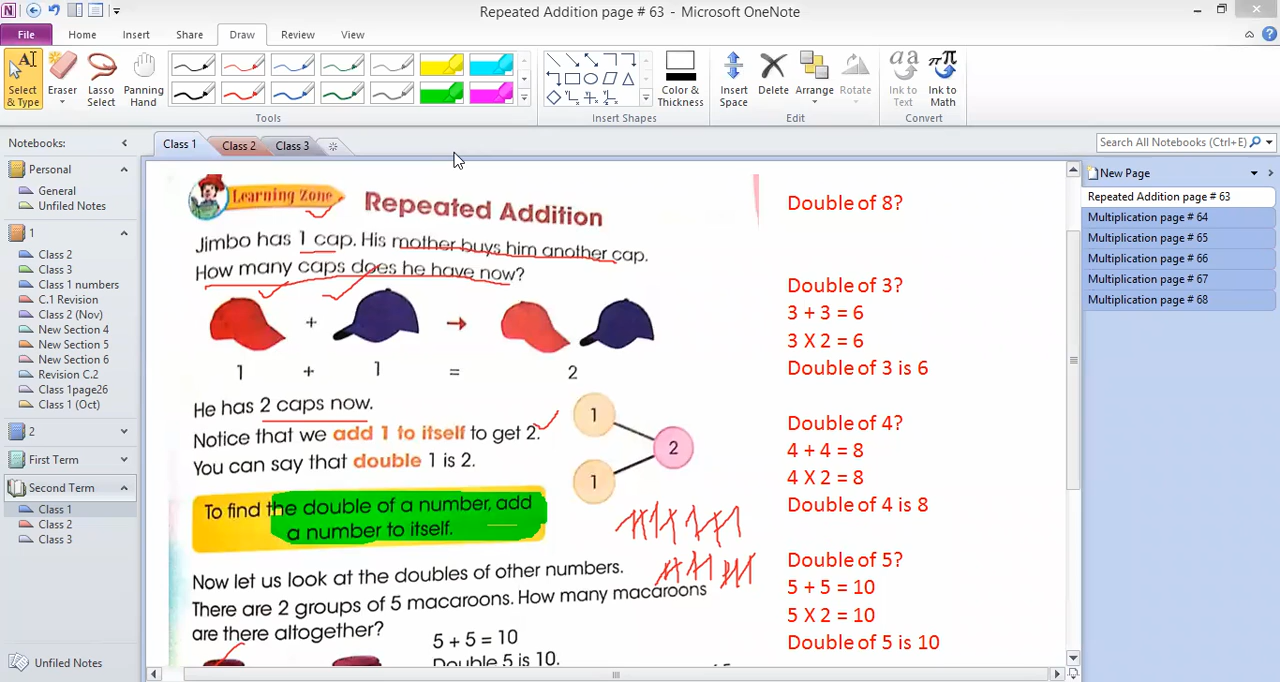 Repeated Addition page # 63 - Microsoft OneNote
File Home Insert Share Draw Review View
Select & Type
Eraser
Lasso Select
Panning Hand
Color & Thickness
Insert Space
Delete
Arrange
Rotate
Ink to Text
Ink to Math
Tools
Insert Shapes
Edit
Convert
Notebooks:
Class 1 Class 2 Class 3
Search All Notebooks (Ctrl+E)
Personal
General
Unfiled Notes
1
Class 2
Class 3
Class 1 numbers
C.1 Revision
Class 2 (Nov)
New Section 4
New Section 5
New Section 6
Revision C.2
Class 1page26
Class 1 (Oct)
2
First Term
Second Term
Class 1
Class 2
Class 3
Unfiled Notes
Learning Zone
Repeated Addition
Jimbo has 1 cap. His mother buys him another cap.
How many caps does he have now?
+
1 + 1 = 2
He has 2 caps now.
Notice that we add 1 to itself to get 2.
You can say that double 1 is 2.
1
2
1
To find the double of a number, add
a number to itself.
Now let us look at the doubles of other numbers.
There are 2 groups of 5 macaroons. How many macaroons
are there altogether?
5 + 5 = 10
Double 5 is 10.
Double of 8?
Double of 3?
3 + 3 = 6
3 X 2 = 6
Double of 3 is 6
Double of 4?
4 + 4 = 8
4 X 2 = 8
Double of 4 is 8
Double of 5?
5 + 5 = 10
5 X 2 = 10
Double of 5 is 10
New Page
Repeated Addition page # 63
Multiplication page # 64
Multiplication page # 65
Multiplication page # 66
Multiplication page # 67
Multiplication page # 68